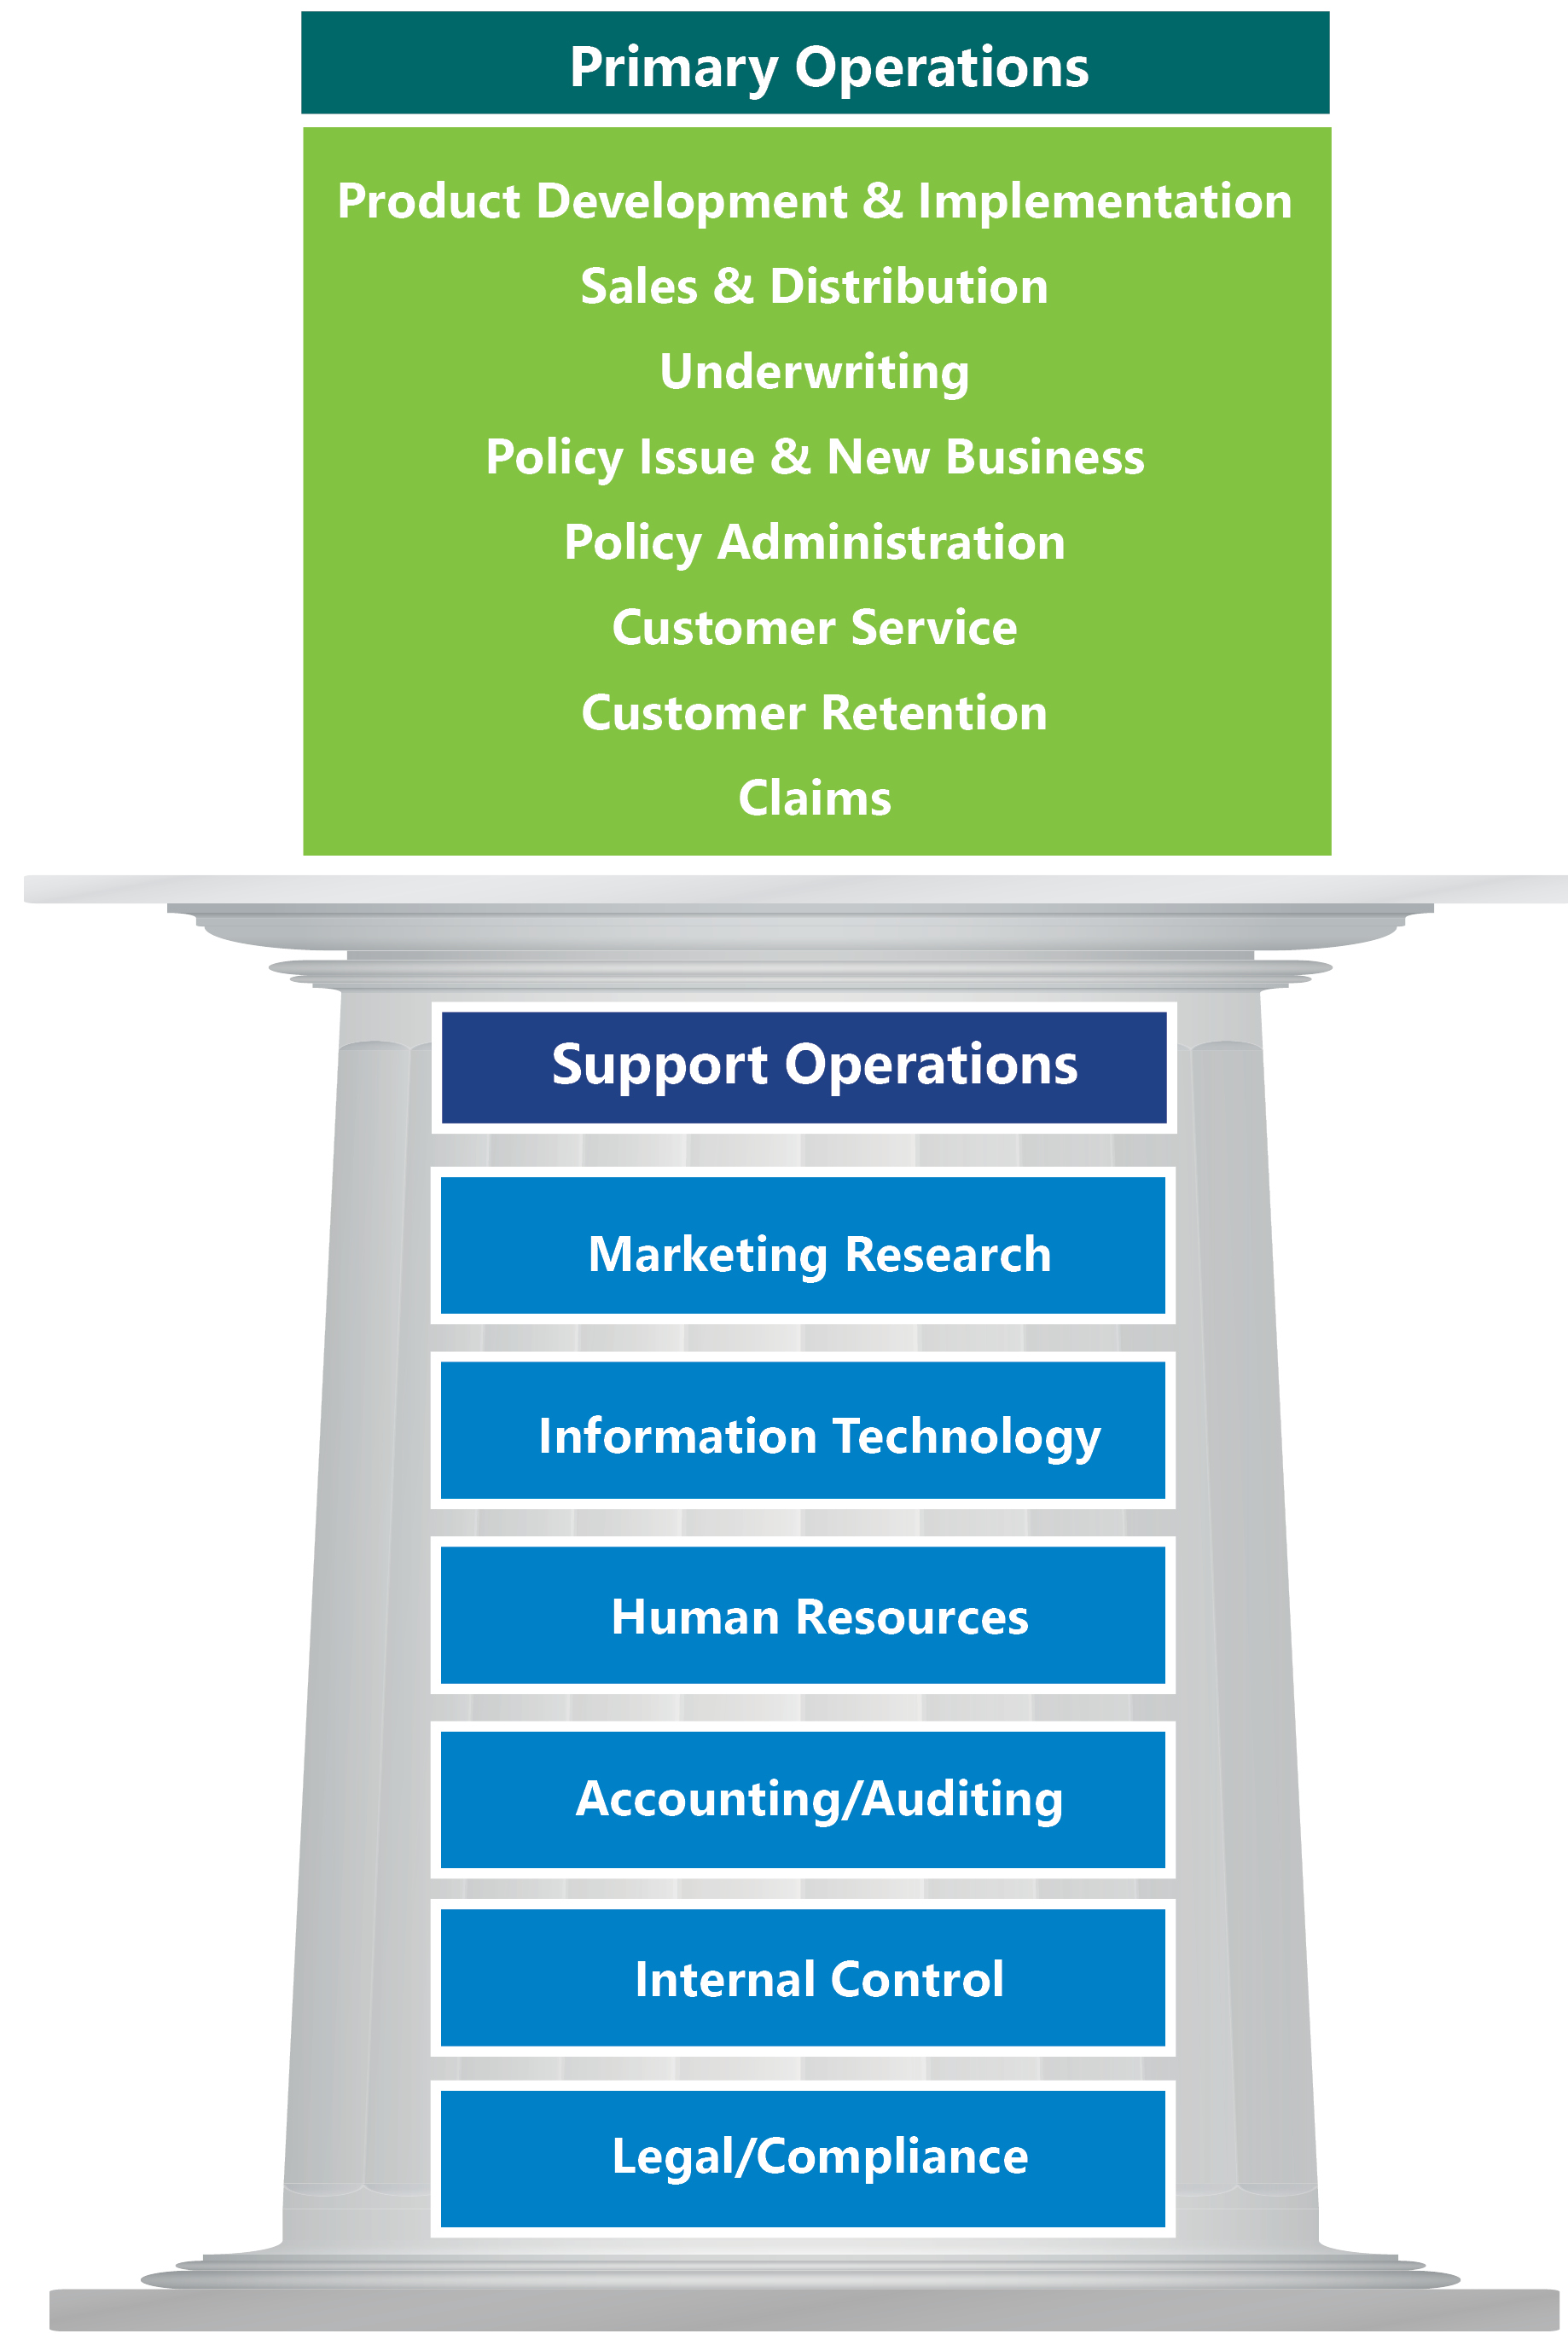 Primary Operations
Product Development & Implementation
Sales & Distribution
Underwriting
Policy Issue & New Business
Policy Administration
Customer Service
Customer Retention
Claims
Support Operations
Marketing Research
Information Technology
Human Resources
Accounting/Auditing
Internal Control
Legal/Compliance